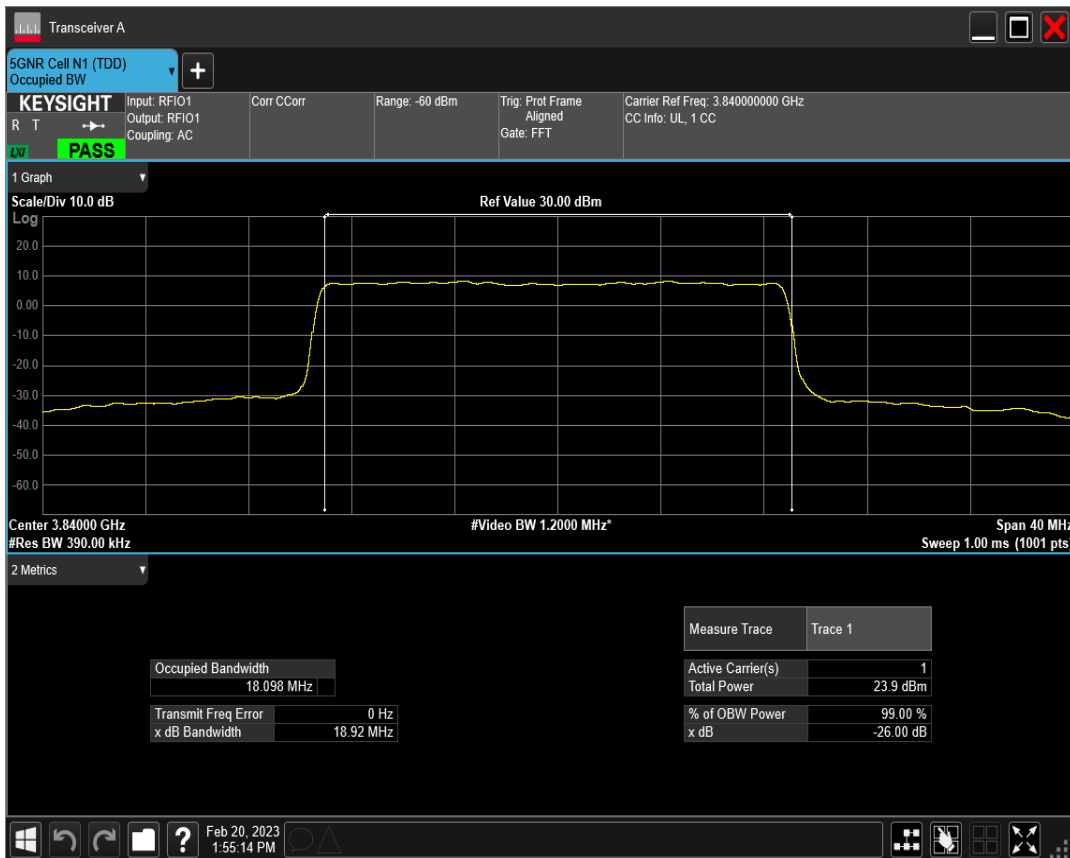 Transceiver A
5GNR Cell N1 (TDD)
Occupied BW
+
KEYSIGHT
R T
LXI
PASS
Input: RFIO1
Output: RFIO1
Coupling: AC
Corr CCorr
Range: -60 dBm
Trig: Prot Frame
Aligned
Gate: FFT
Carrier Ref Freq: 3.840000000 GHz
CC Info: UL, 1 CC
1 Graph
Scale/Div 10.0 dB
Ref Value 30.00 dBm
Log
20.0
10.0
0.00
-10.0
-20.0
-30.0
-40.0
-50.0
-60.0
Center 3.84000 GHz
#Video BW 1.2000 MHz*
Span 40 MHz
#Res BW 390.00 kHz
Sweep 1.00 ms (1001 pts)
2 Metrics
Measure Trace Trace 1
Occupied Bandwidth
18.098 MHz
Active Carrier(s) 1
Total Power 23.9 dBm
Transmit Freq Error 0 Hz
x dB Bandwidth 18.92 MHz
% of OBW Power 99.00 %
x dB -26.00 dB
?
Feb 20, 2023
1:55:14 PM